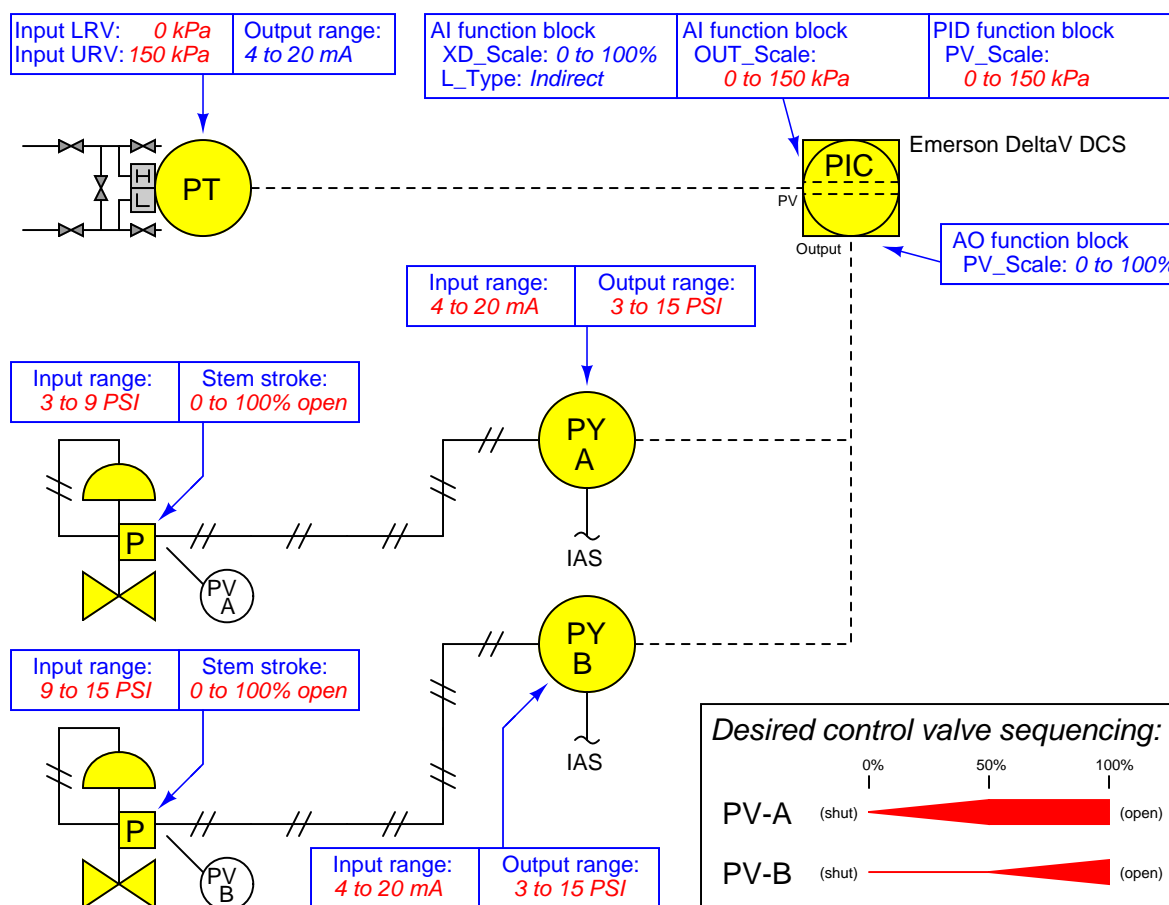 Input LRV: 0 kPa
Input URV: 150 kPa
Output range:
4 to 20 mA
AI function block
XD_Scale: 0 to 100%
L_Type: Indirect
AI function block
OUT_Scale:
0 to 150 kPa
PID function block
PV_Scale:
0 to 150 kPa
H
L
PT
PIC
PV
Output
Emerson DeltaV DCS
AO function block
PV_Scale: 0 to 100%
Input range:
4 to 20 mA
Output range:
3 to 15 PSI
Input range:
3 to 9 PSI
Stem stroke:
0 to 100% open
PY
A
IAS
P
PV
A
Input range:
9 to 15 PSI
Stem stroke:
0 to 100% open
PY
B
IAS
P
PV
B
Input range:
4 to 20 mA
Output range:
3 to 15 PSI
Desired control valve sequencing:
0% 50% 100%
PV-A (shut) (open)
PV-B (shut) (open)